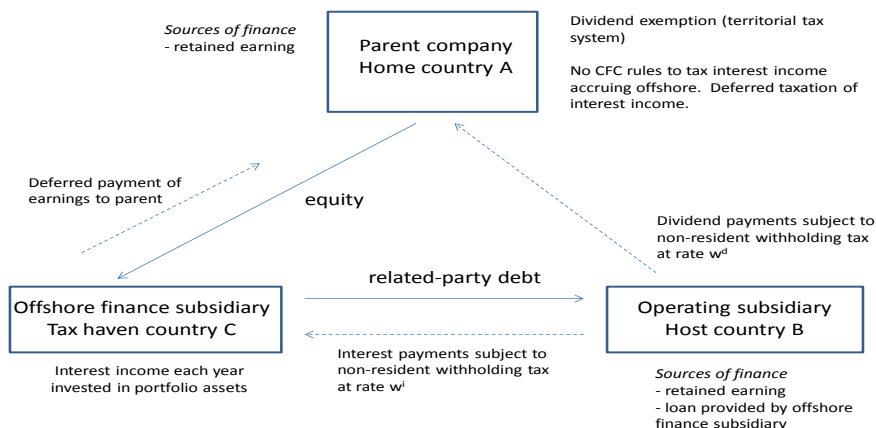 Sources of finance
- retained earning
Parent company
Home country A
Dividend exemption (territorial tax
system)
No CFC rules to tax interest income
accruing offshore.  Deferred taxation of
interest income.
Deferred payment of
earnings to parent
equity
Dividend payments subject to
non-resident withholding tax
at rate wᵈ
related-party debt
Offshore finance subsidiary
Tax haven country C
Operating subsidiary
Host country B
Interest income each year
invested in portfolio assets
Interest payments subject to
non-resident withholding tax
at rate wⁱ
Sources of finance
- retained earning
- loan provided by offshore
finance subsidiary